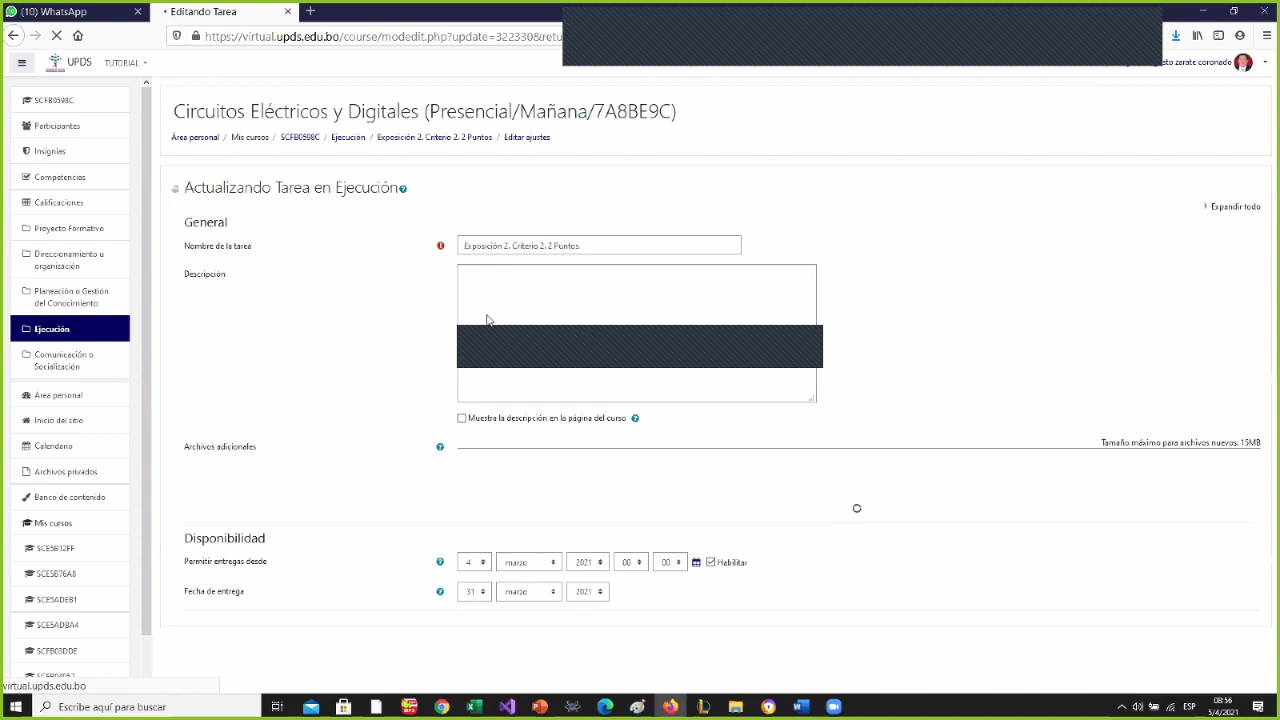 (10) WhatsApp
Editando Tarea
https://virtual.upds.edu.bo/course/modedit.php?update=322330&retu
UPDS TUTORIAL
sto zarate coronado
SCFB0598C
Participantes
Insignias
Competencias
Calificaciones
Proyecto Formativo
Direccionamiento u
organización
Planeación o Gestión
del Conocimiento
Ejecución
Comunicación o
Socialización
Área personal
Inicio del sitio
Calendario
Archivos privados
Banco de contenido
Mis cursos
SCE5B12FF
SCE5B76A8
SCE5ADEB1
SCE5ADBA4
SCFB03DDE
virtual.upds.edu.bo
Circuitos Eléctricos y Digitales (Presencial/Mañana/7A8BE9C)
Área personal / Mis cursos / SCFB0598C / Ejecución / Exposición 2. Criterio 2. 2 Puntos / Editar ajustes
Actualizando Tarea en Ejecución
Expandir todo
General
Nombre de la tarea
Exposición 2. Criterio 2. 2 Puntos.
Descripción
Muestra la descripción en la página del curso
Archivos adicionales
Tamaño máximo para archivos nuevos: 15MB
Disponibilidad
Permitir entregas desde
4 marzo 2021 00 00 Habilitar
Fecha de entrega
31 marzo 2021
Escribe aquí para buscar
ESP
08:56
5/4/2021